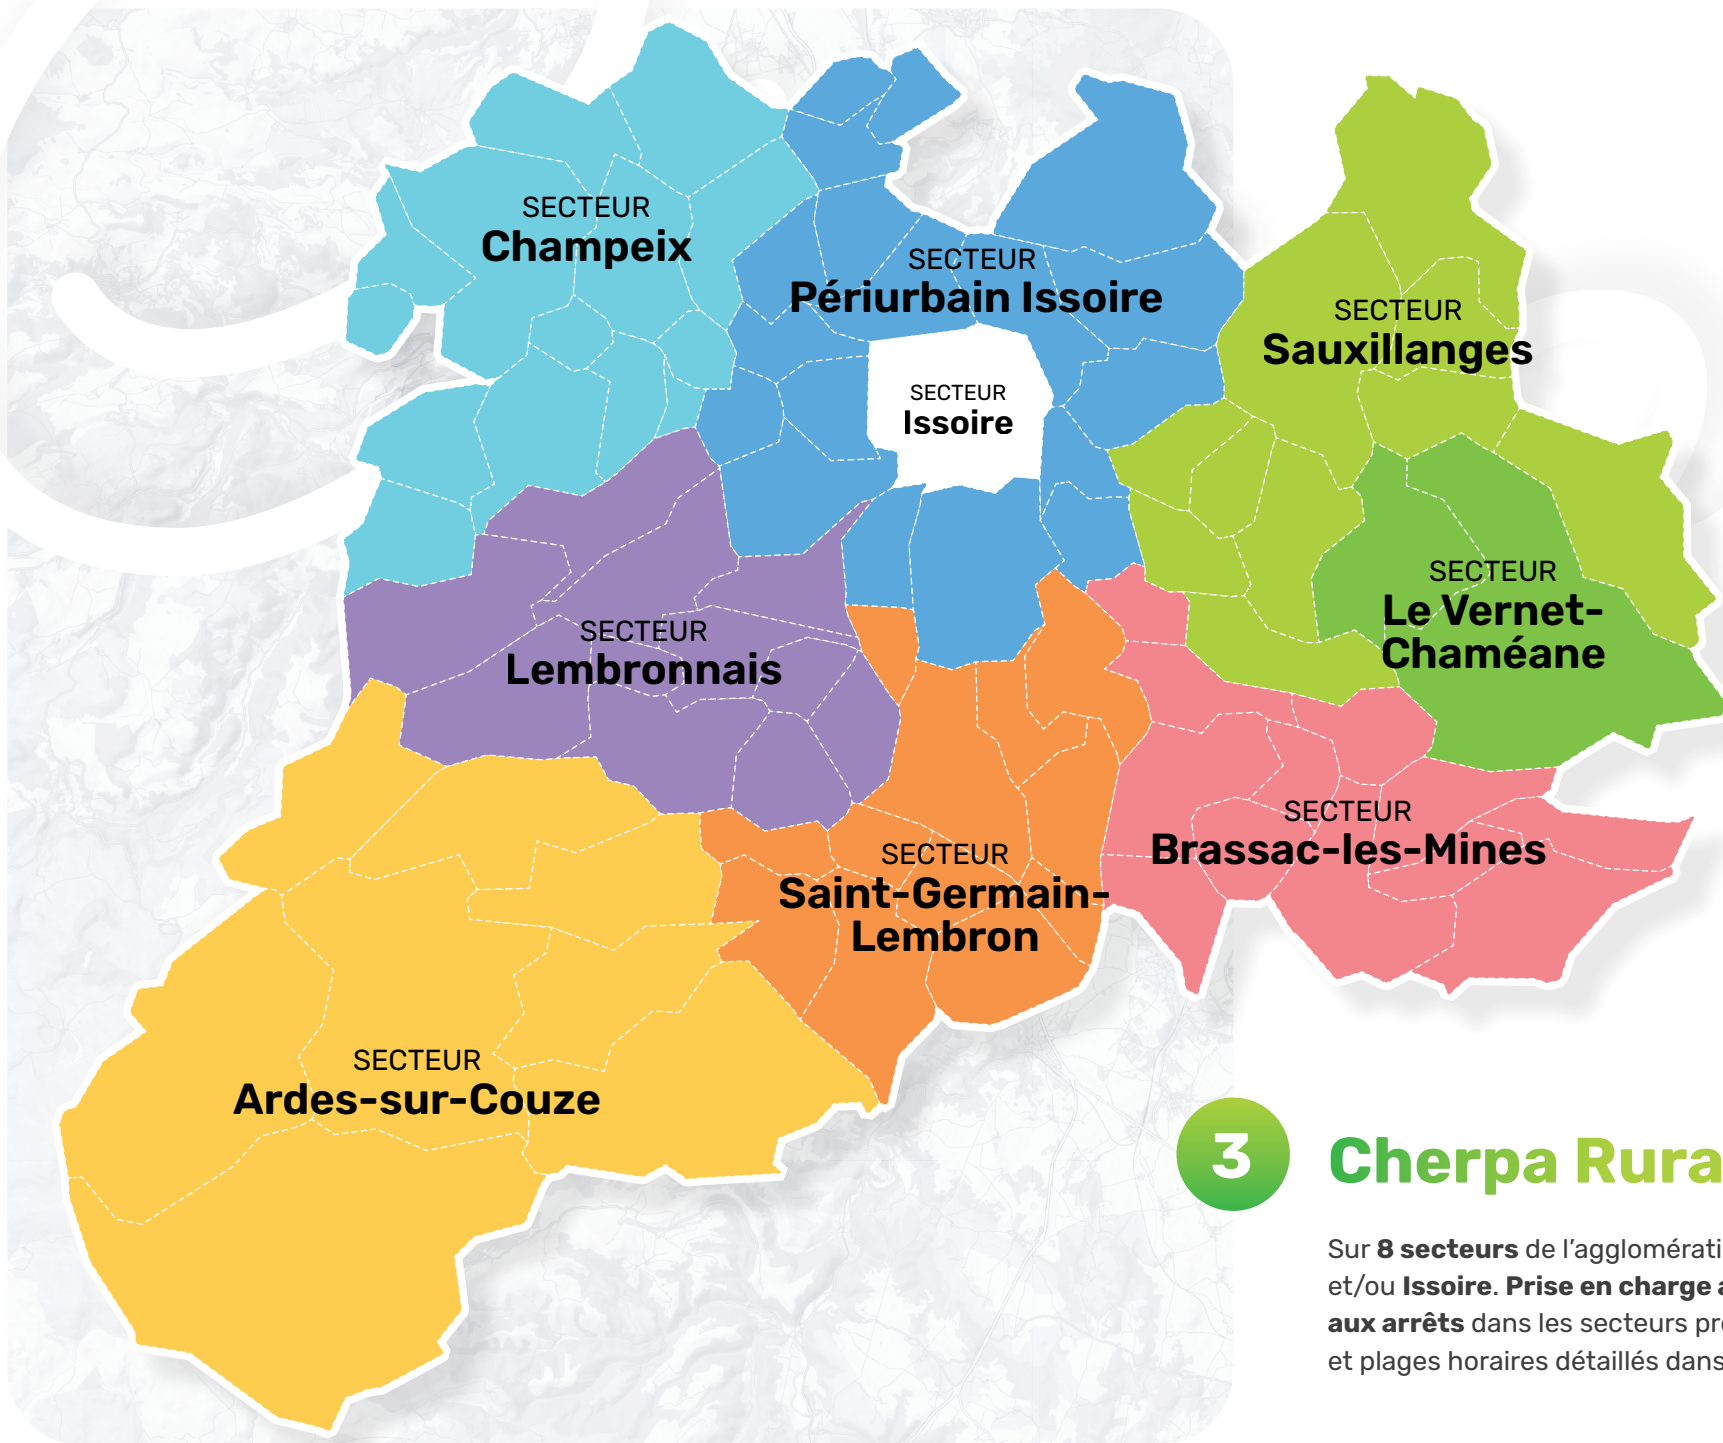 SECTEUR
Champeix
SECTEUR
Périurbain Issoire
SECTEUR
Sauxillanges
SECTEUR
Issoire
SECTEUR
Le Vernet-
Chaméane
SECTEUR
Lembronnais
SECTEUR
Brassac-les-Mines
SECTEUR
Saint-Germain-
Lembron
SECTEUR
Ardes-sur-Couze
3 Cherpa Rura
Sur 8 secteurs de l'agglomérati
et/ou Issoire. Prise en charge a
aux arrêts dans les secteurs pr
et plages horaires détaillés dans